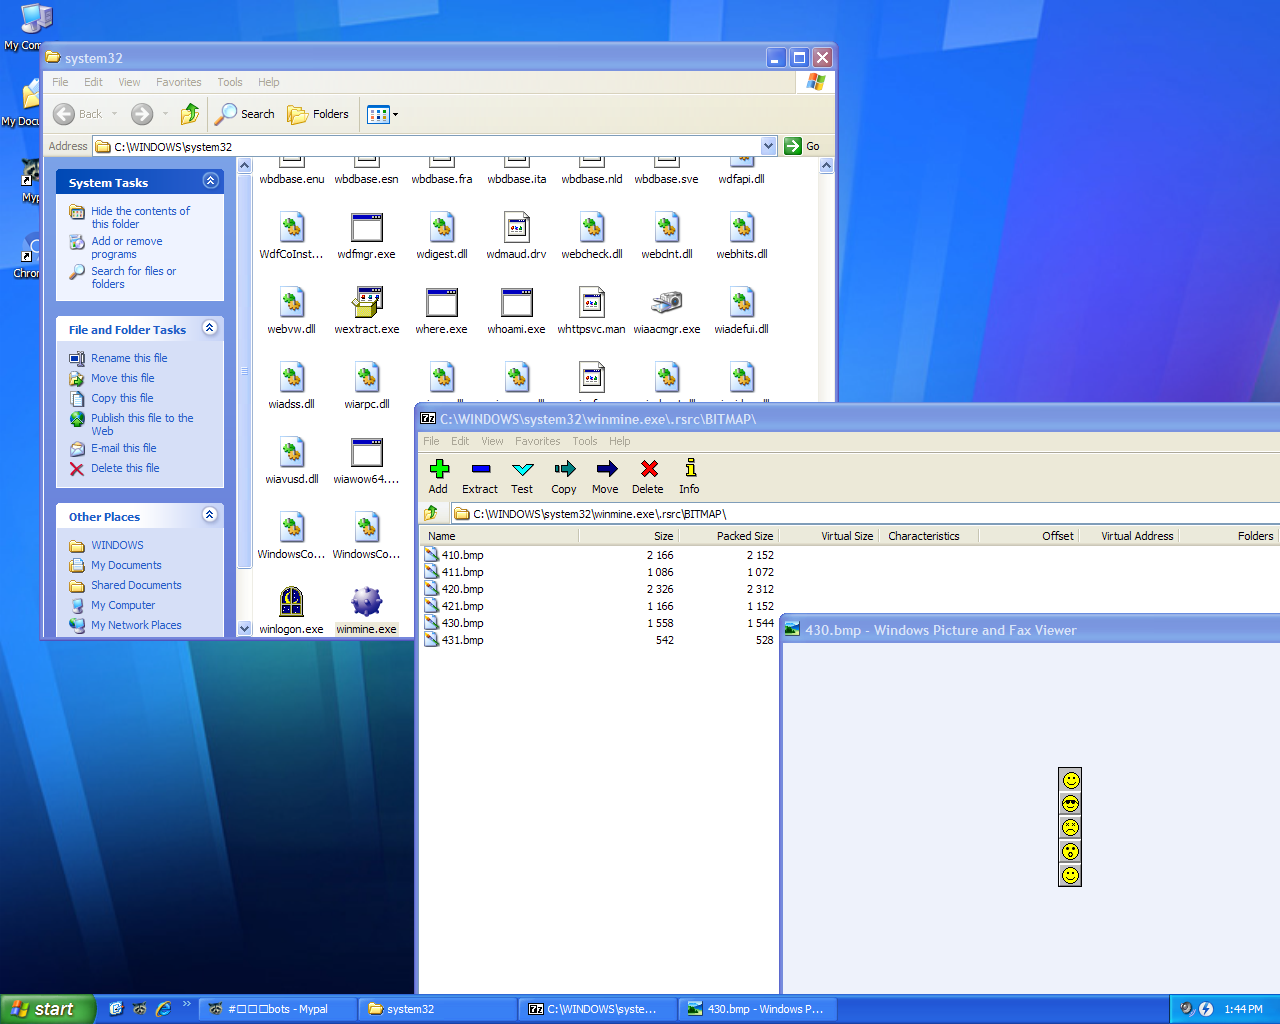 My Com
system32
File Edit View Favorites Tools Help
Back Search Folders
Address C:\WINDOWS\system32 Go
My Docu
Myp
Chrom
System Tasks
Hide the contents of
this folder
Add or remove
programs
Search for files or
folders
File and Folder Tasks
Rename this file
Move this file
Copy this file
Publish this file to the
Web
E-mail this file
Delete this file
Other Places
WINDOWS
My Documents
Shared Documents
My Computer
My Network Places
wbdbase.enu wbdbase.esn wbdbase.fra wbdbase.ita wbdbase.nld wbdbase.sve wdfapi.dll
WdfCoInst... wdfmgr.exe wdigest.dll wdmaud.drv webcheck.dll webclnt.dll webhits.dll
webvw.dll wextract.exe where.exe whoami.exe whttpsvc.man wiaacmgr.exe wiadefui.dll
wiadss.dll wiarpc.dll
wiavusd.dll wiawow64....
WindowsCo... WindowsCo...
winlogon.exe winmine.exe
C:\WINDOWS\system32\winmine.exe\.rsrc\BITMAP\
File Edit View Favorites Tools Help
Add Extract Test Copy Move Delete Info
C:\WINDOWS\system32\winmine.exe\.rsrc\BITMAP\
Name Size Packed Size Virtual Size Characteristics Offset Virtual Address Folders
410.bmp 2 166 2 152
411.bmp 1 086 1 072
420.bmp 2 326 2 312
421.bmp 1 166 1 152
430.bmp 1 558 1 544
431.bmp 542 528
430.bmp - Windows Picture and Fax Viewer
start #□□□bots - Mypal system32 C:\WINDOWS\syste... 430.bmp - Windows P... 1:44 PM